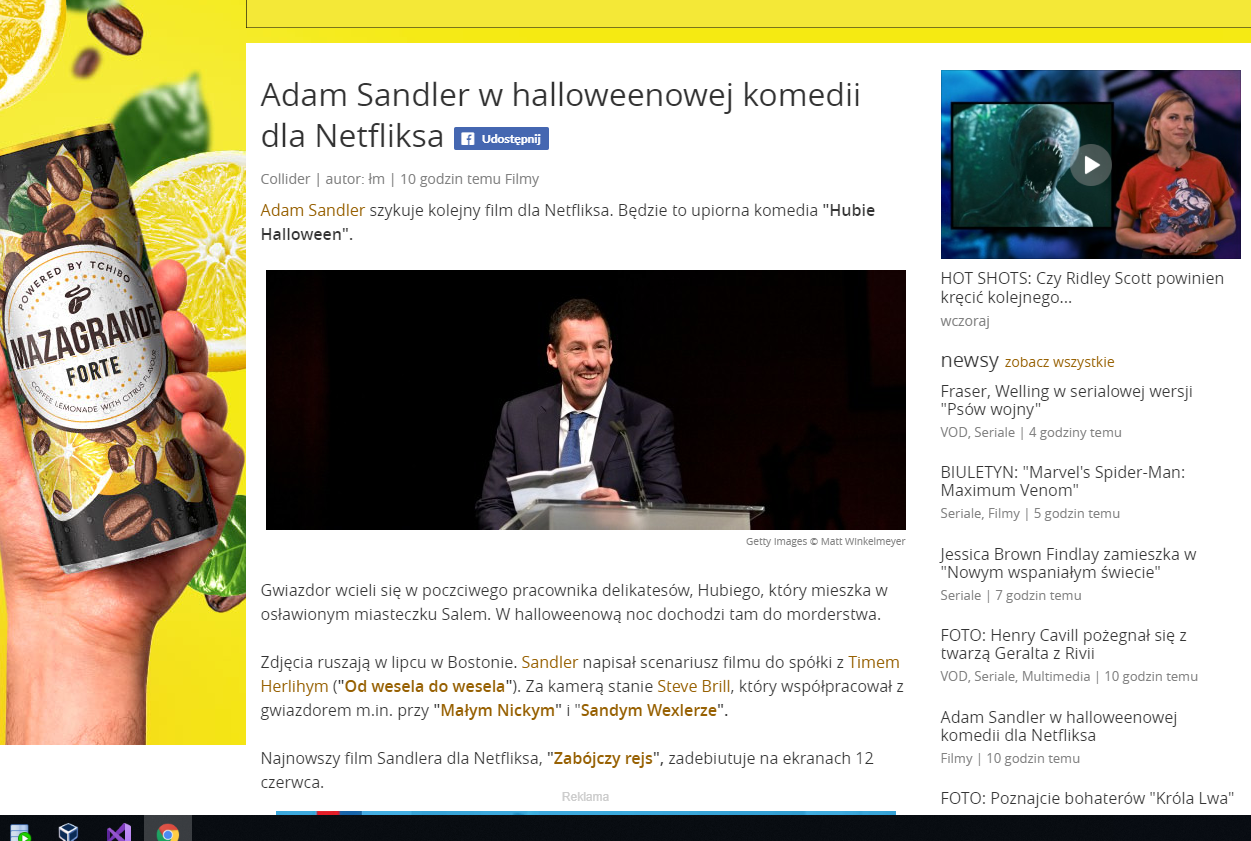 Adam Sandler w halloweenowej komedii
dla Netfliksa
Udostępnij
Collider | autor: łm | 10 godzin temu Filmy
Adam Sandler szykuje kolejny film dla Netfliksa. Będzie to upiorna komedia "Hubie
Halloween".
Getty Images © Matt Winkelmeyer
Gwiazdor wcieli się w poczciwego pracownika delikatesów, Hubiego, który mieszka w
osławionym miasteczku Salem. W halloweenową noc dochodzi tam do morderstwa.
Zdjęcia ruszają w lipcu w Bostonie. Sandler napisał scenariusz filmu do spółki z Timem
Herlihym ("Od wesela do wesela"). Za kamerą stanie Steve Brill, który współpracował z
gwiazdorem m.in. przy "Małym Nickym" i "Sandym Wexlerze".
Najnowszy film Sandlera dla Netfliksa, "Zabójczy rejs", zadebiutuje na ekranach 12
czerwca.
Reklama
POWERED BY TCHIBO
MAZAGRANDE
FORTE
COFFEE LEMONADE WITH CITRUS FLAVOUR
HOT SHOTS: Czy Ridley Scott powinien
kręcić kolejnego...
wczoraj
newsy zobacz wszystkie
Fraser, Welling w serialowej wersji
"Psów wojny"
VOD, Seriale | 4 godziny temu
BIULETYN: "Marvel's Spider-Man:
Maximum Venom"
Seriale, Filmy | 5 godzin temu
Jessica Brown Findlay zamieszka w
"Nowym wspaniałym świecie"
Seriale | 7 godzin temu
FOTO: Henry Cavill pożegnał się z
twarzą Geralta z Rivii
VOD, Seriale, Multimedia | 10 godzin temu
Adam Sandler w halloweenowej
komedii dla Netfliksa
Filmy | 10 godzin temu
FOTO: Poznajcie bohaterów "Króla Lwa"